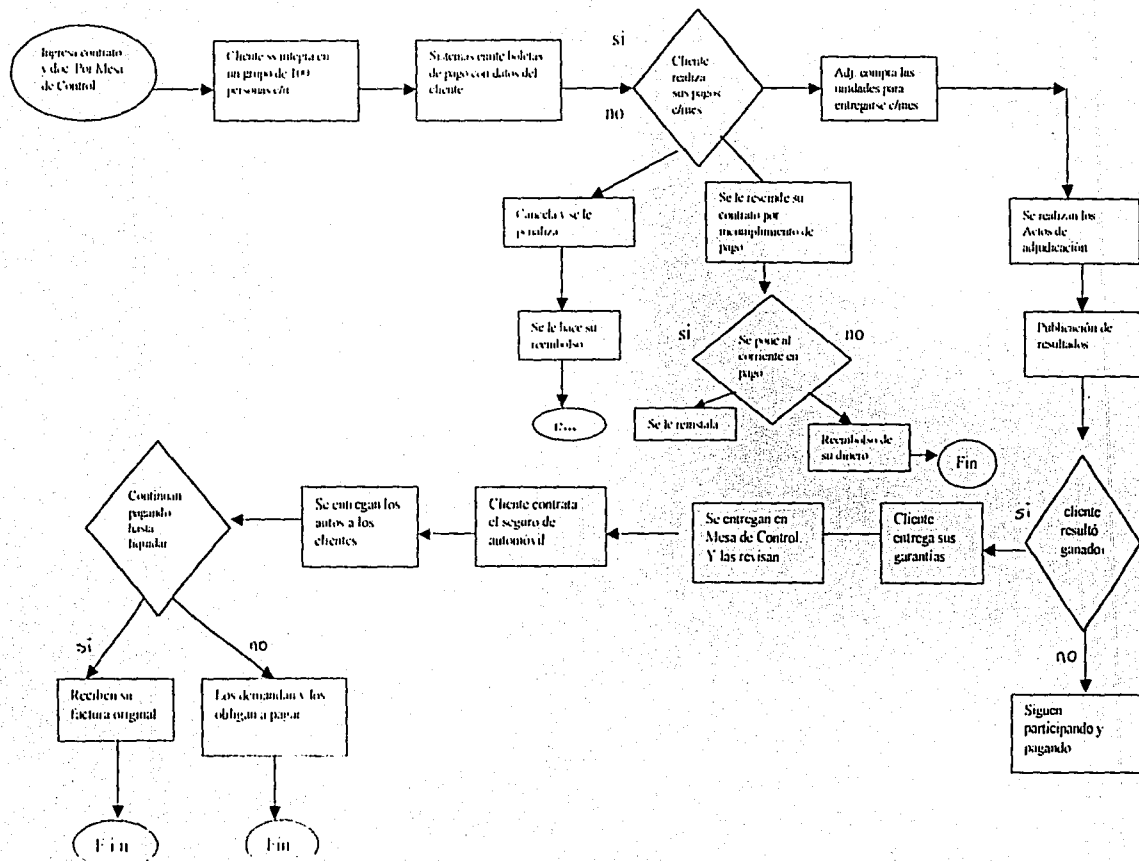 Ingresa contrato
y doc. Por Mesa
de Control
Cliente se integra en
un grupo de 100
personas c/u
Sistemas emite boletas
de pago con datos del
cliente
si
no
Cliente
realiza
sus pagos
c/mes
Adj. compra las
unidades para
entregarse c/mes
Cancela y se le
penaliza
Se le rescinde su
contrato por
incumplimiento de
pago
Se realizan los
Actos de
adjudicación
Se le hace su
reembolso
si
Se pone al
corriente en
pago
no
Publicación de
resultados
Se le reinstala
Reembolso de
su dinero
Fin
Continuan
pagando
hasta
liquidar
Se entregan los
autos a los
clientes
Cliente contrata
el seguro de
automóvil
Se entregan en
Mesa de Control.
Y las revisan
Cliente
entrega sus
garantías
si
cliente
resultó
ganador
si
no
no
Reciben su
factura original
Los demandan y los
obligan a pagar
Siguen
participando y
pagando
Fin
Fin